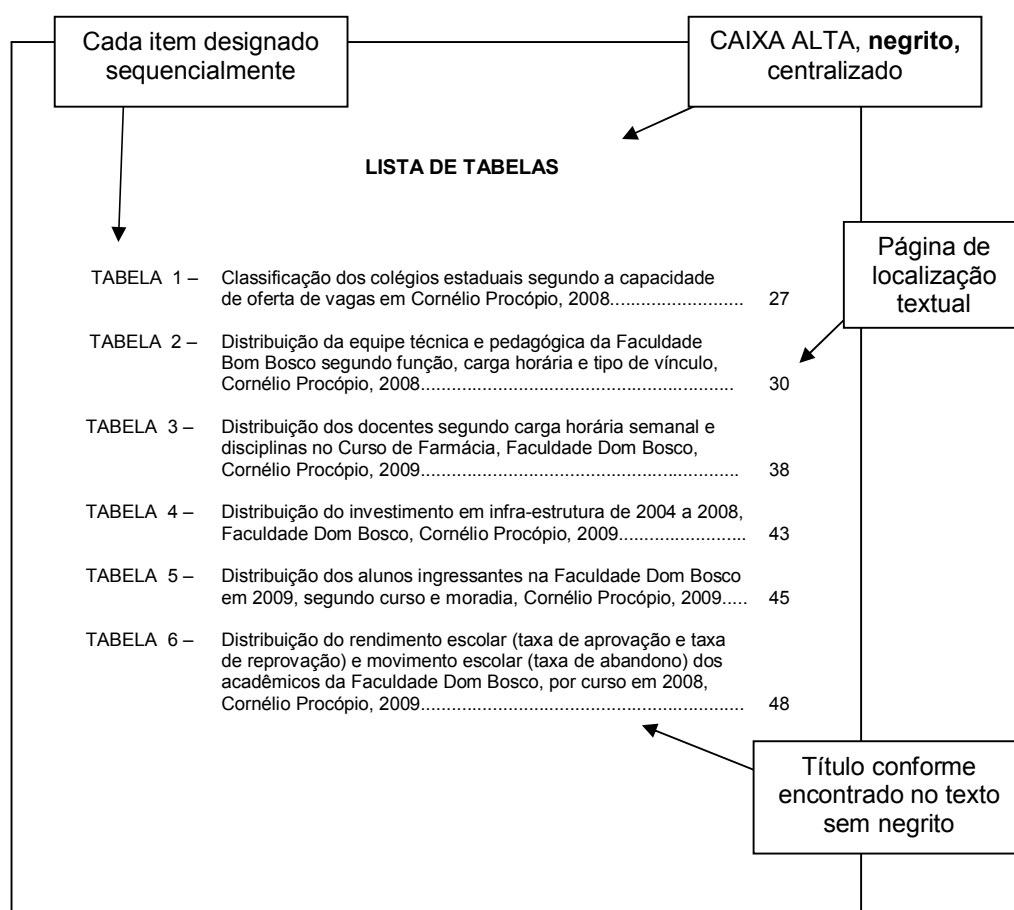 Cada item designado
sequencialmente
CAIXA ALTA, negrito,
centralizado
LISTA DE TABELAS
Página de
localização
textual
TABELA 1 – Classificação dos colégios estaduais segundo a capacidade
de oferta de vagas em Cornélio Procópio, 2008.......................... 27
TABELA 2 – Distribuição da equipe técnica e pedagógica da Faculdade
Bom Bosco segundo função, carga horária e tipo de vínculo,
Cornélio Procópio, 2008............................................................. 30
TABELA 3 – Distribuição dos docentes segundo carga horária semanal e
disciplinas no Curso de Farmácia, Faculdade Dom Bosco,
Cornélio Procópio, 2009.............................................................. 38
TABELA 4 – Distribuição do investimento em infra-estrutura de 2004 a 2008,
Faculdade Dom Bosco, Cornélio Procópio, 2009......................... 43
TABELA 5 – Distribuição dos alunos ingressantes na Faculdade Dom Bosco
em 2009, segundo curso e moradia, Cornélio Procópio, 2009..... 45
TABELA 6 – Distribuição do rendimento escolar (taxa de aprovação e taxa
de reprovação) e movimento escolar (taxa de abandono) dos
acadêmicos da Faculdade Dom Bosco, por curso em 2008,
Cornélio Procópio, 2009............................................................... 48
Título conforme
encontrado no texto
sem negrito